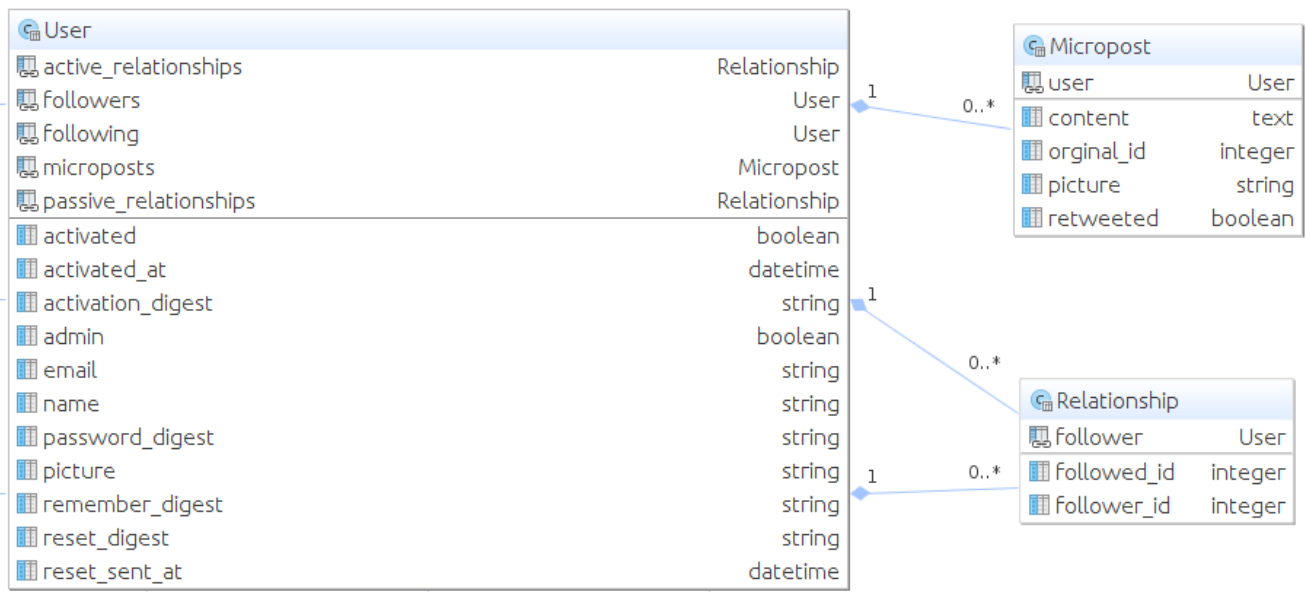 User
active_relationships Relationship
followers User
following User
microposts Micropost
passive_relationships Relationship
activated boolean
activated_at datetime
activation_digest string
admin boolean
email string
name string
password_digest string
picture string
remember_digest string
reset_digest string
reset_sent_at datetime
1
0..*
Micropost
user User
content text
orginal_id integer
picture string
retweeted boolean
1
0..*
1
0..*
Relationship
follower User
followed_id integer
follower_id integer